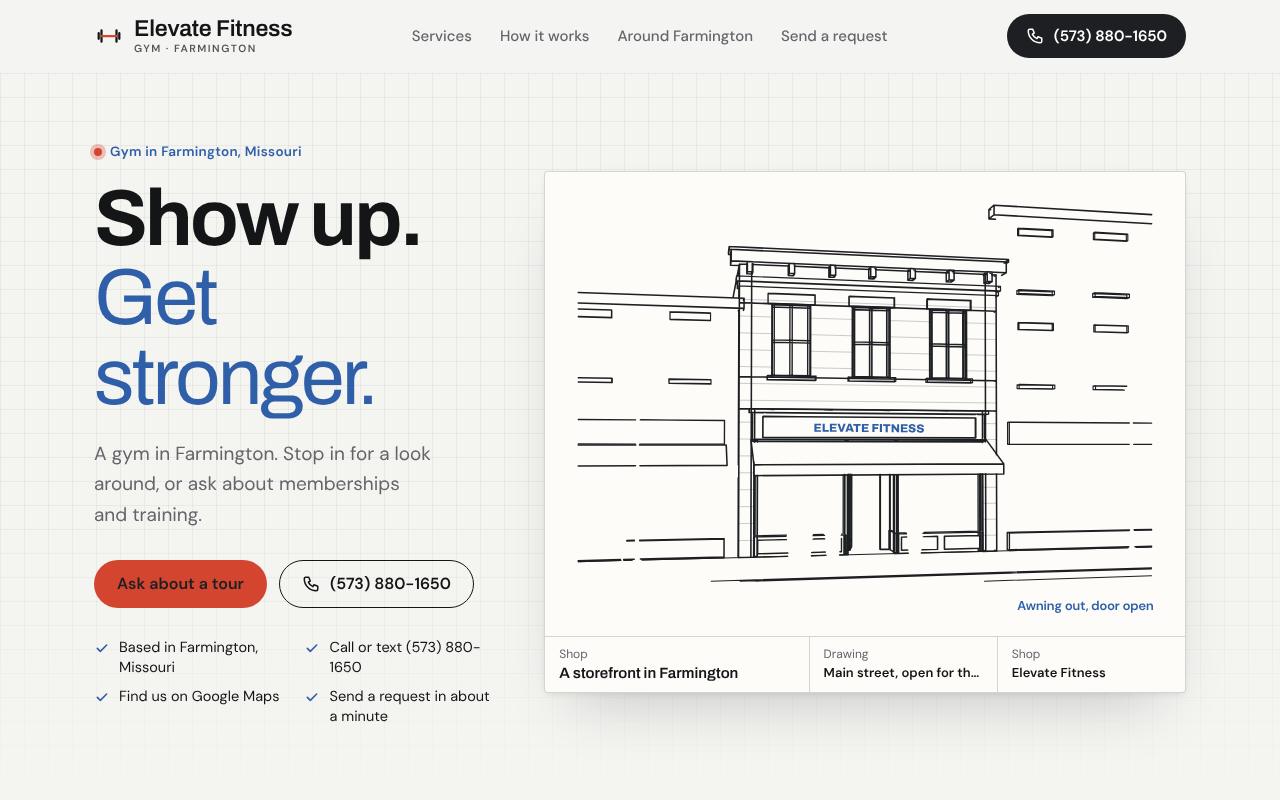 Elevate Fitness
GYM · FARMINGTON
Services
How it works
Around Farmington
Send a request
(573) 880-1650
Gym in Farmington, Missouri
Show up.
Get
stronger.
A gym in Farmington. Stop in for a look
around, or ask about memberships
and training.
Ask about a tour
(573) 880-1650
Based in Farmington,
Missouri
Call or text (573) 880-
1650
Find us on Google Maps
Send a request in about
a minute
ELEVATE FITNESS
Awning out, door open
Shop
A storefront in Farmington
Drawing
Main street, open for th...
Shop
Elevate Fitness